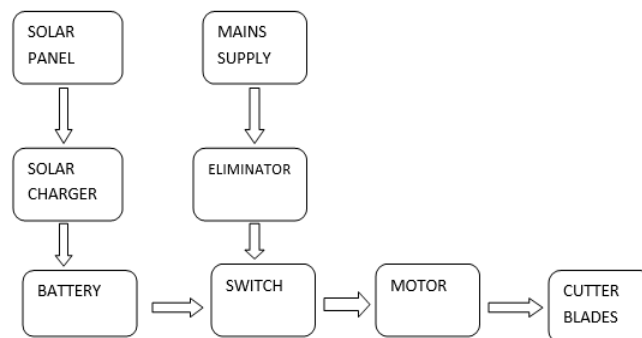 SOLAR
PANEL
MAINS
SUPPLY
SOLAR
CHARGER
ELIMINATOR
BATTERY
SWITCH
MOTOR
CUTTER
BLADES